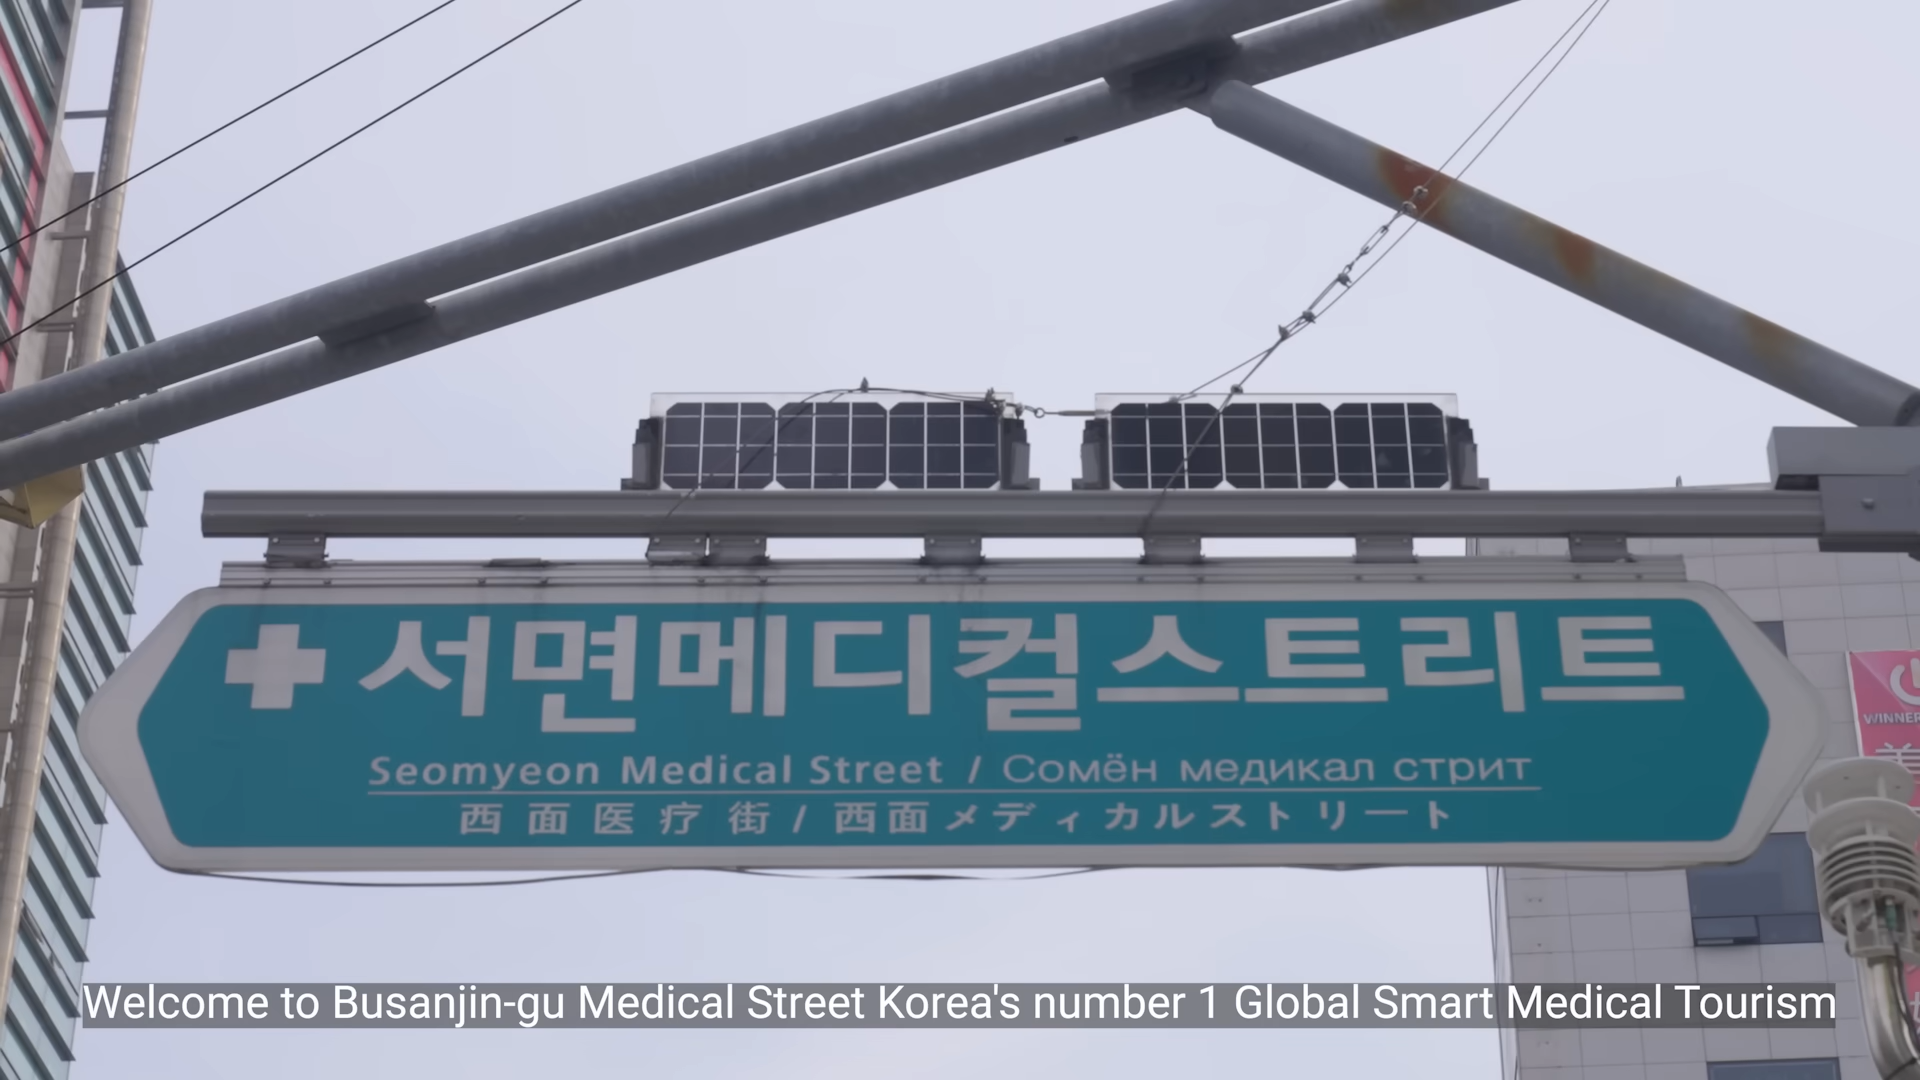 서면메디컬스트리트
Seomyeon Medical Street / Сомён медикал стрит
西面医疗街 / 西面メディカルストリート
WINNER
Welcome to Busanjin-gu Medical Street Korea's number 1 Global Smart Medical Tourism